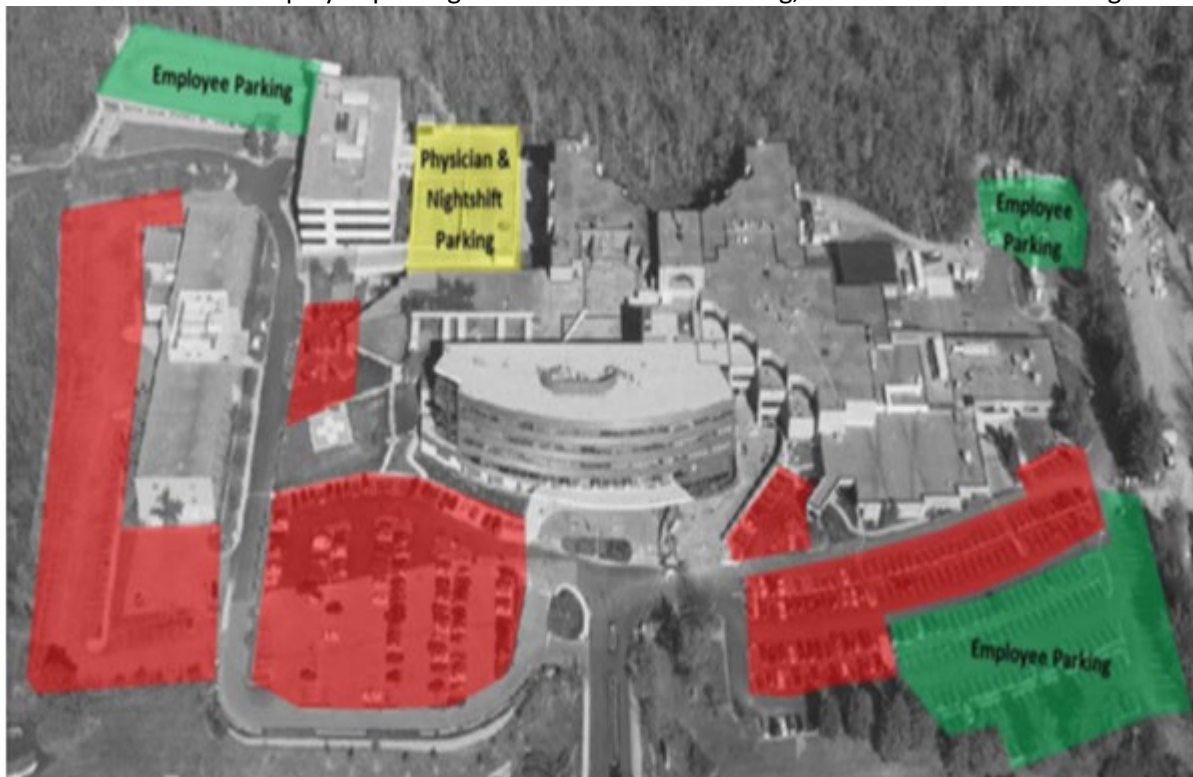 Employee Parking
Physician &
Nightshift
Parking
Employee
Parking
Employee Parking